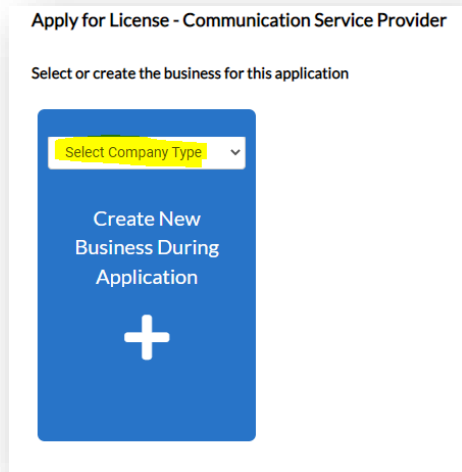 Apply for License - Communication Service Provider
Select or create the business for this application
Select Company Type
Create New
Business During
Application